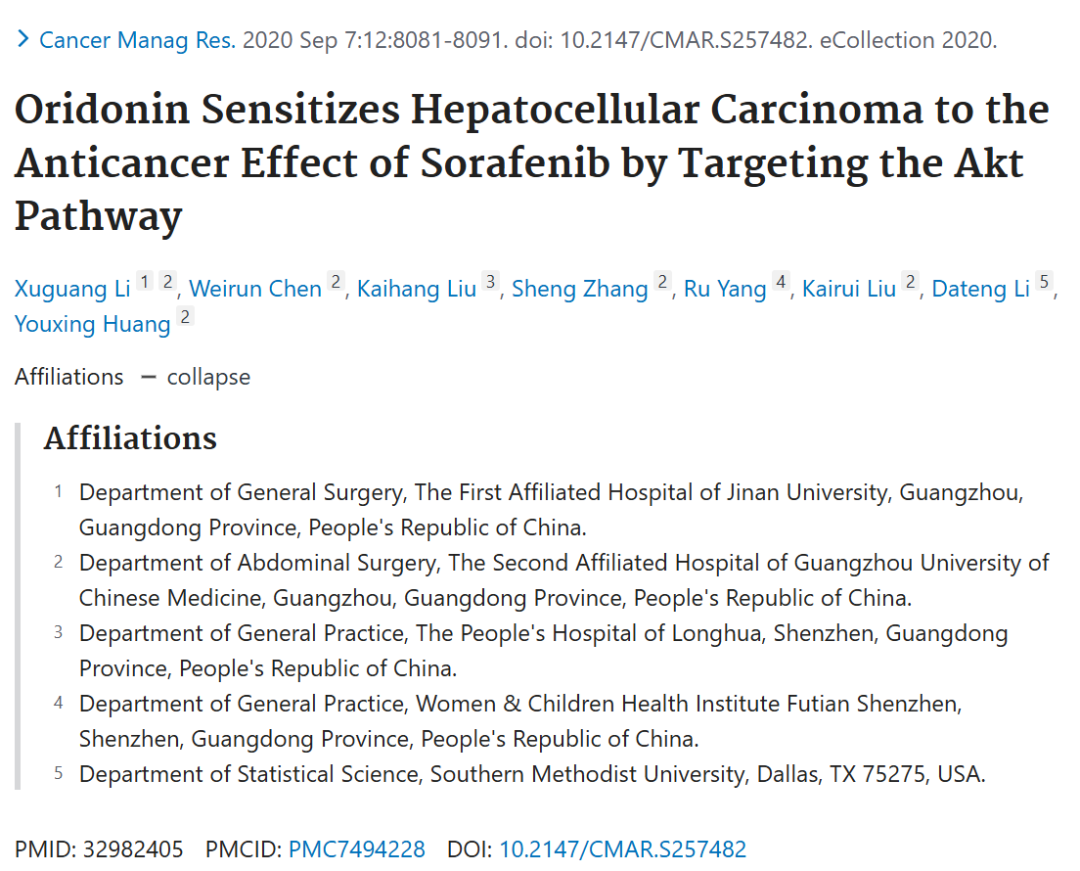 > Cancer Manag Res. 2020 Sep 7:12:8081-8091. doi: 10.2147/CMAR.S257482. eCollection 2020.
Oridonin Sensitizes Hepatocellular Carcinoma to the
Anticancer Effect of Sorafenib by Targeting the Akt
Pathway
Xuguang Li 1 2, Weirun Chen 2, Kaihang Liu 3, Sheng Zhang 2, Ru Yang 4, Kairui Liu 2, Dateng Li 5,
Youxing Huang 2
Affiliations — collapse
Affiliations
1 Department of General Surgery, The First Affiliated Hospital of Jinan University, Guangzhou,
Guangdong Province, People's Republic of China.
2 Department of Abdominal Surgery, The Second Affiliated Hospital of Guangzhou University of
Chinese Medicine, Guangzhou, Guangdong Province, People's Republic of China.
3 Department of General Practice, The People's Hospital of Longhua, Shenzhen, Guangdong
Province, People's Republic of China.
4 Department of General Practice, Women & Children Health Institute Futian Shenzhen,
Shenzhen, Guangdong Province, People's Republic of China.
5 Department of Statistical Science, Southern Methodist University, Dallas, TX 75275, USA.
PMID: 32982405 PMCID: PMC7494228 DOI: 10.2147/CMAR.S257482